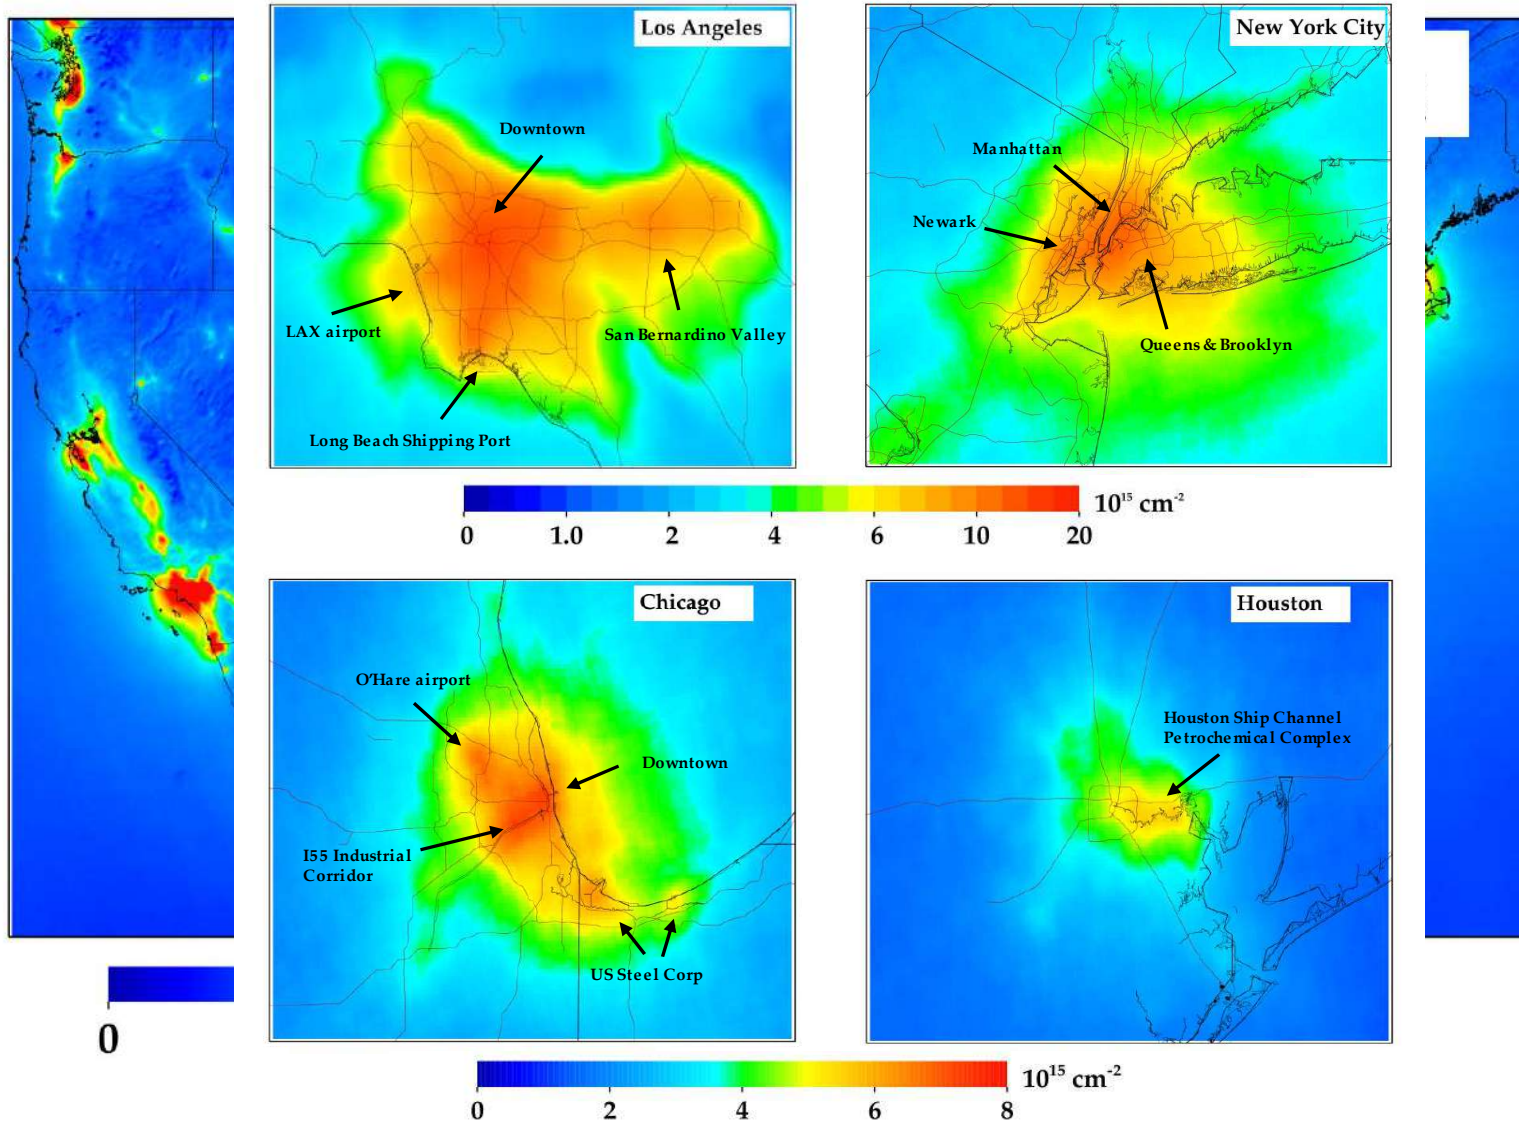 Los Angeles
Downtown
LAX airport
San Bernardino Valley
Long Beach Shipping Port
New York City
Manhattan
Newark
Queens & Brooklyn
0 1.0 2 4 6 10 20 10¹⁵ cm⁻²
Chicago
O'Hare airport
Downtown
I55 Industrial
Corridor
US Steel Corp
Houston
Houston Ship Channel
Petrochemical Complex
0
0 2 4 6 8 10¹⁵ cm⁻²